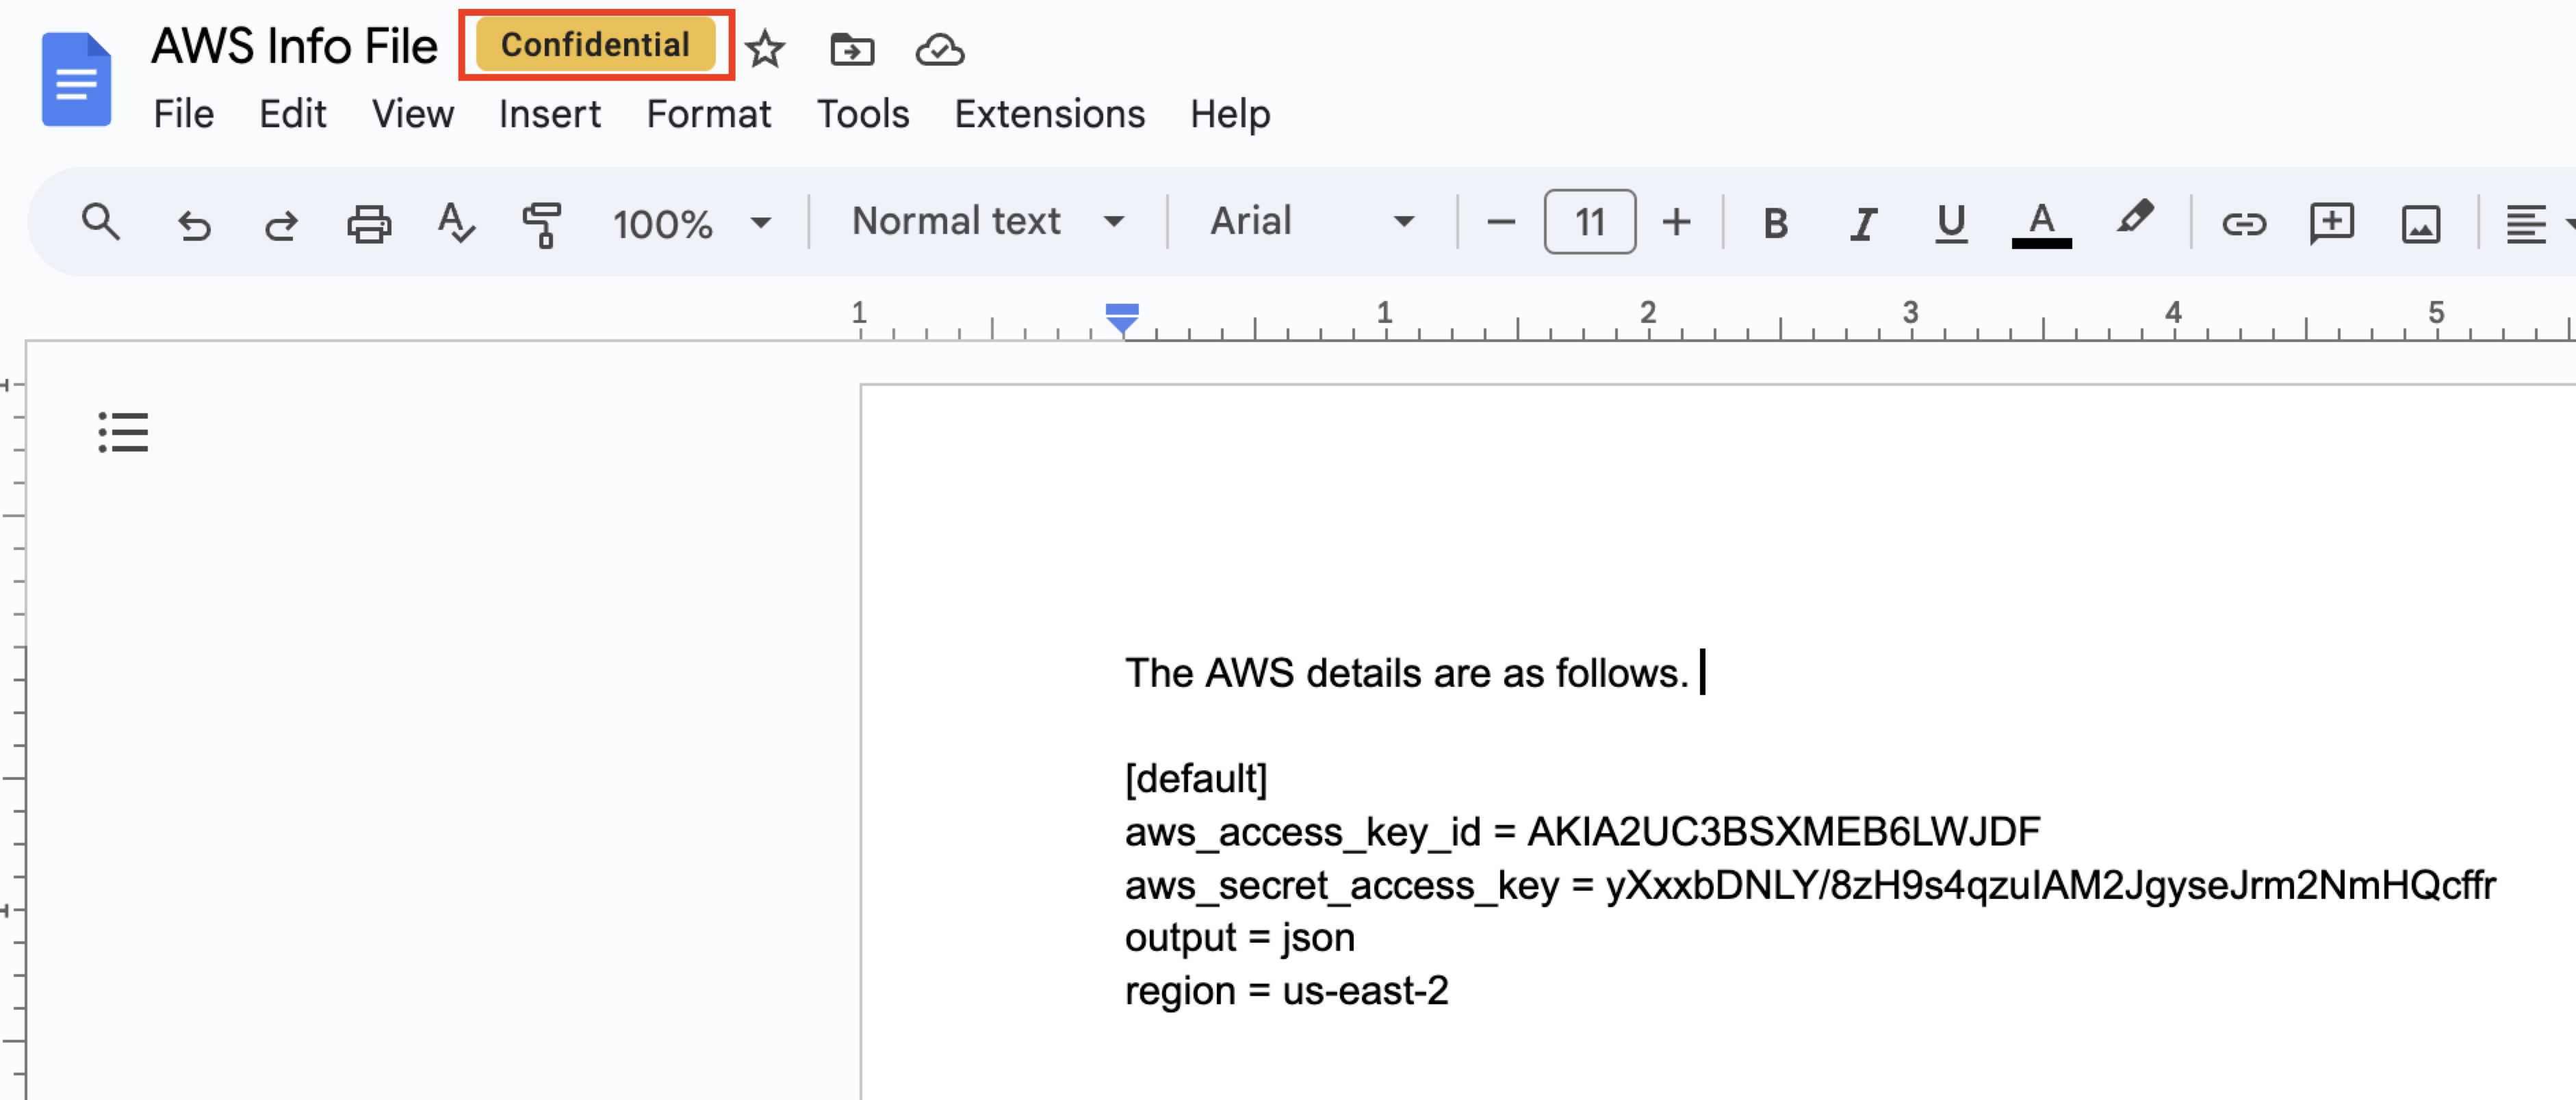 AWS Info File Confidential
File Edit View Insert Format Tools Extensions Help
100% Normal text Arial 11 B I U A
1 1 2 3 4 5
The AWS details are as follows.
[default]
aws_access_key_id = AKIA2UC3BSXMEB6LWJDF
aws_secret_access_key = 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
output = json
region = us-east-2